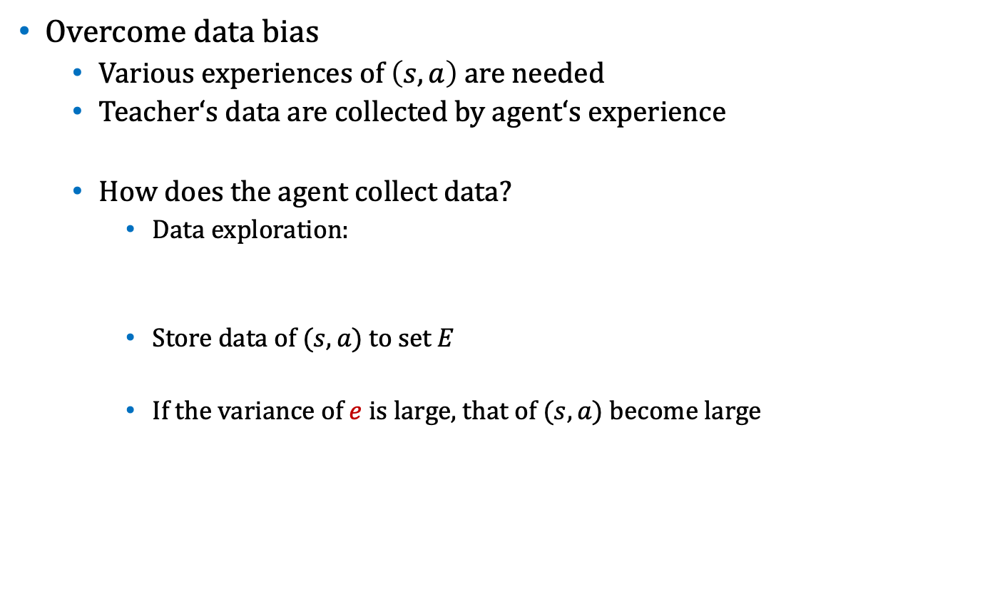 • Overcome data bias
• Various experiences of (s, a) are needed
• Teacher‘s data are collected by agent‘s experience
• How does the agent collect data?
• Data exploration:
• Store data of (s, a) to set E
• If the variance of e is large, that of (s, a) become large